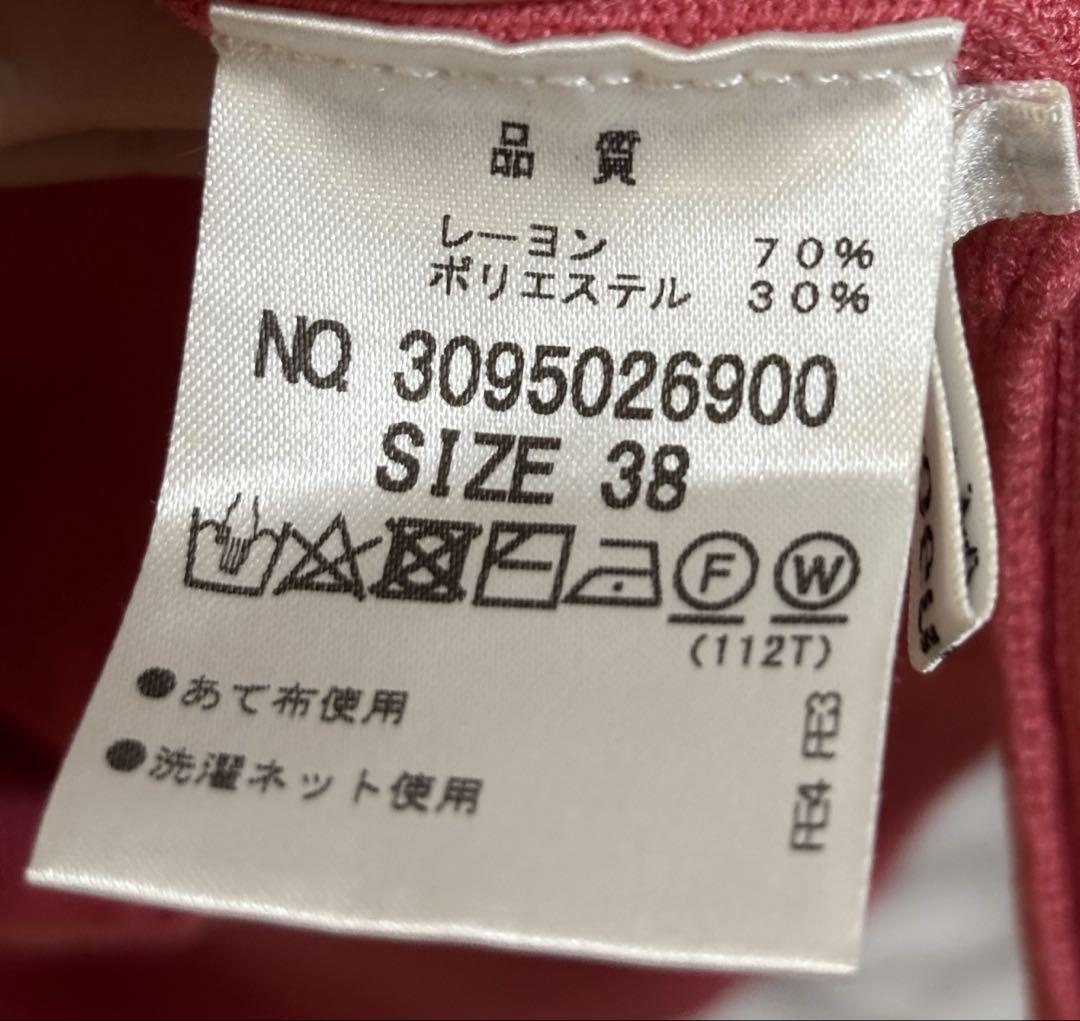 品質
レーヨン 70%
ポリエステル 30%
NO 3095026900
SIZE 38
F W
(112T)
●あて布使用
●洗濯ネット使用